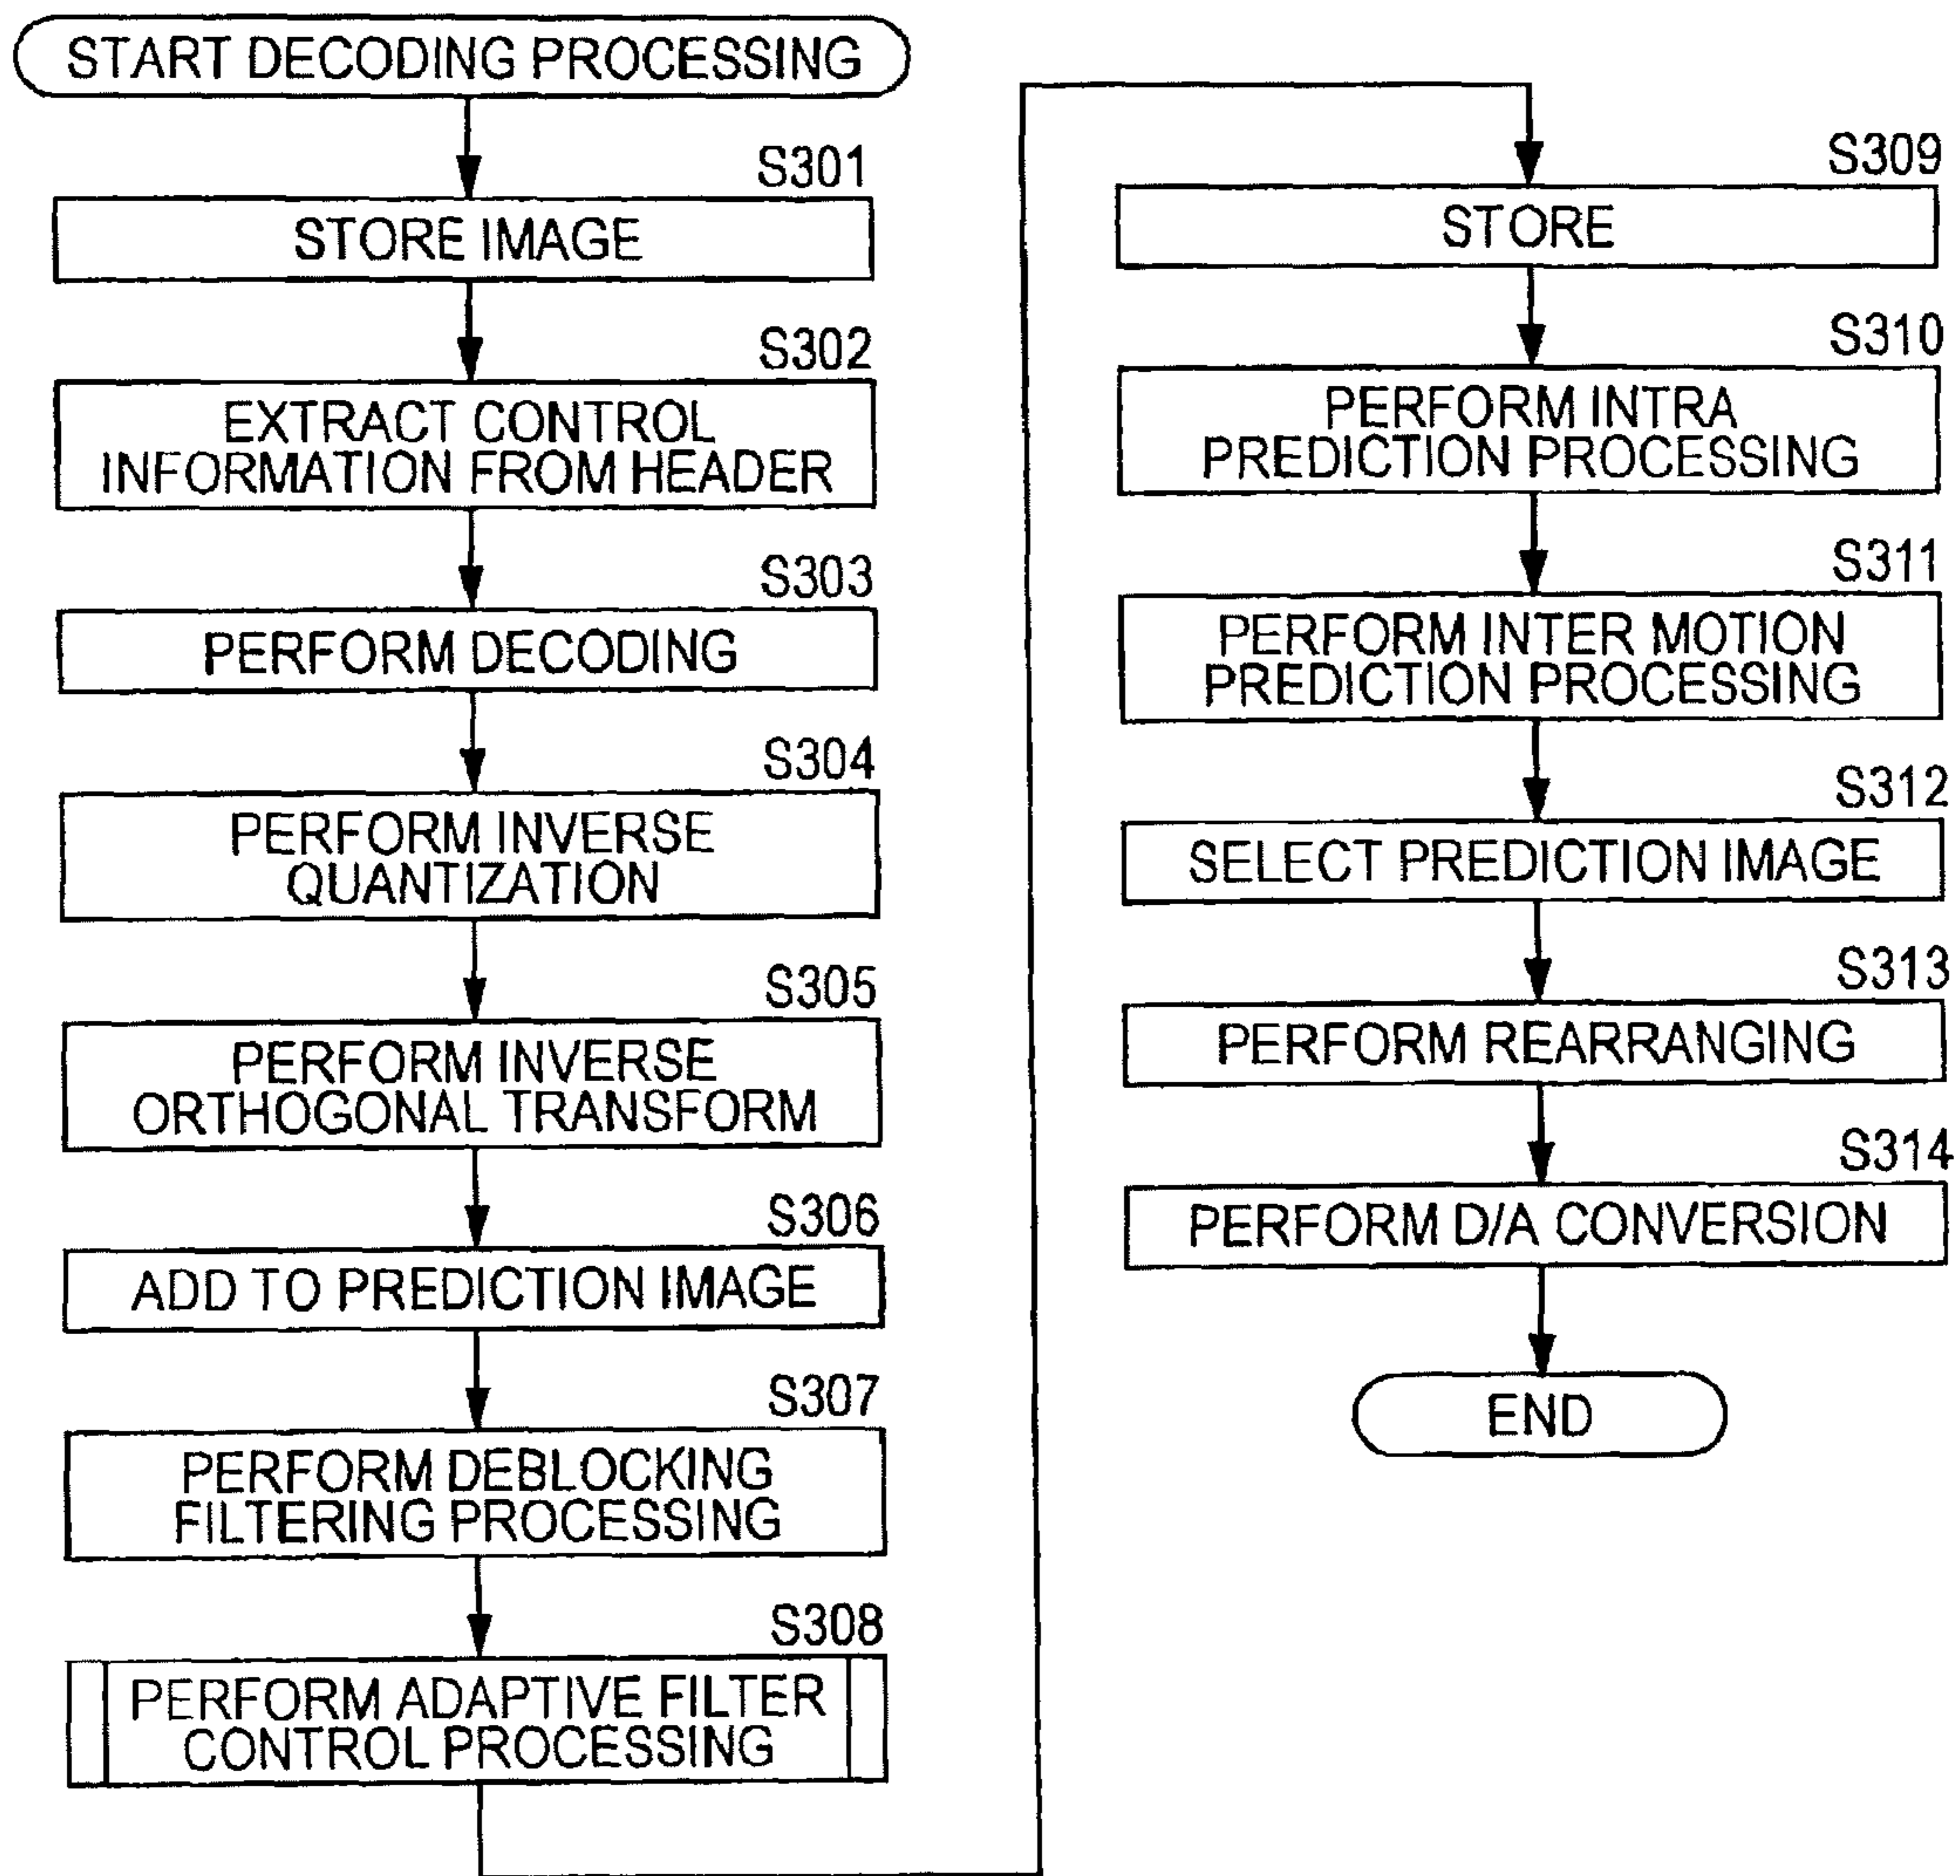 START DECODING PROCESSING
S301
STORE IMAGE
S302
EXTRACT CONTROL
INFORMATION FROM HEADER
S303
PERFORM DECODING
S304
PERFORM INVERSE
QUANTIZATION
S305
PERFORM INVERSE
ORTHOGONAL TRANSFORM
S306
ADD TO PREDICTION IMAGE
S307
PERFORM DEBLOCKING
FILTERING PROCESSING
S308
PERFORM ADAPTIVE FILTER
CONTROL PROCESSING
S309
STORE
S310
PERFORM INTRA
PREDICTION PROCESSING
S311
PERFORM INTER MOTION
PREDICTION PROCESSING
S312
SELECT PREDICTION IMAGE
S313
PERFORM REARRANGING
S314
PERFORM D/A CONVERSION
END